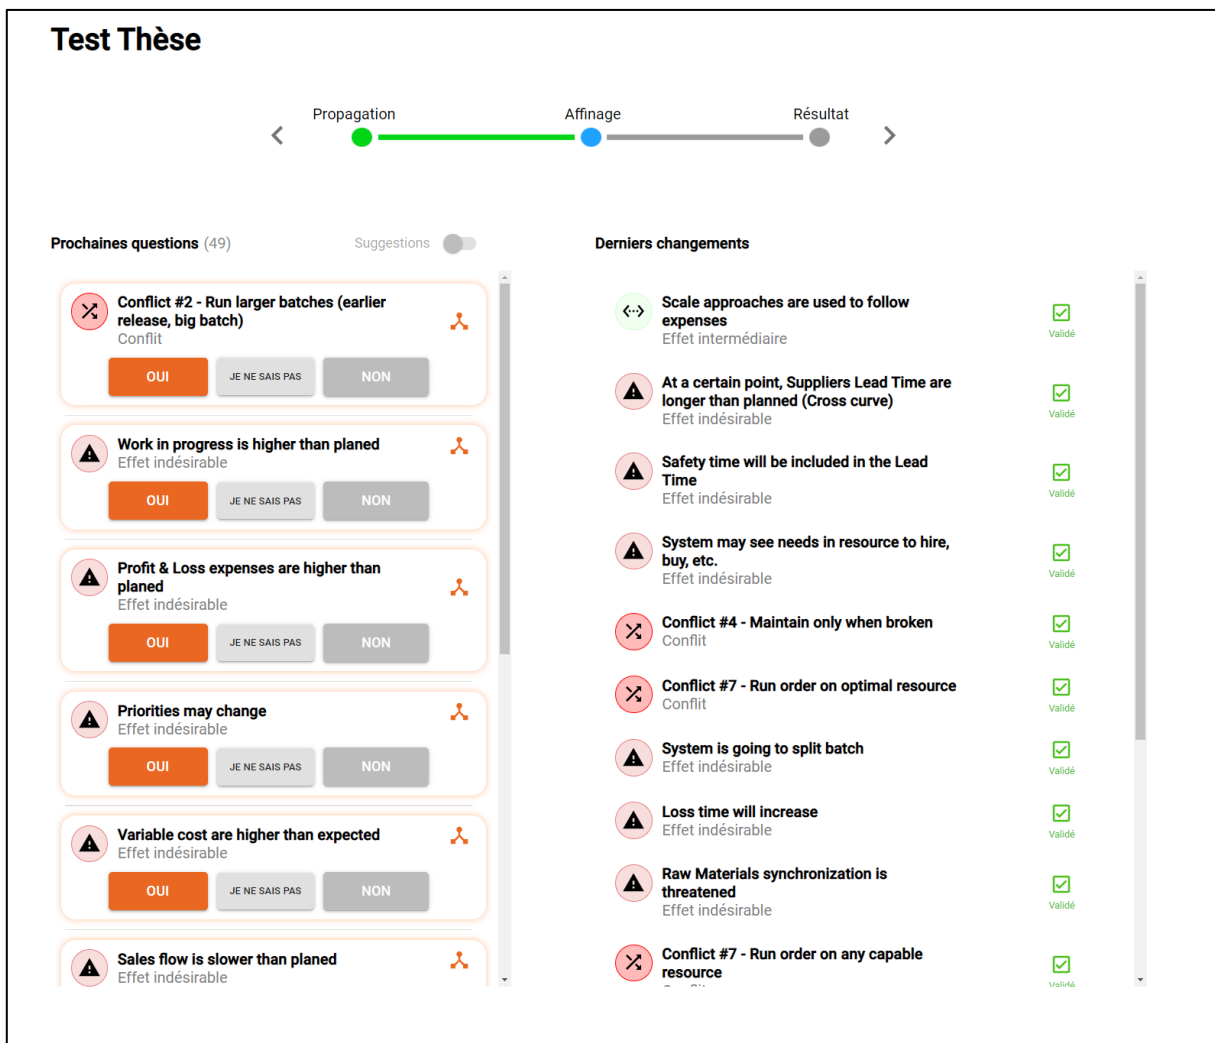 Test Thèse
Propagation
Affinage
Résultat
Prochaines questions (49)
Suggestions
Conflict #2 - Run larger batches (earlier
release, big batch)
Conflit
OUI
JE NE SAIS PAS
NON
Work in progress is higher than planed
Effet indésirable
OUI
JE NE SAIS PAS
NON
Profit & Loss expenses are higher than
planed
Effet indésirable
OUI
JE NE SAIS PAS
NON
Priorities may change
Effet indésirable
OUI
JE NE SAIS PAS
NON
Variable cost are higher than expected
Effet indésirable
OUI
JE NE SAIS PAS
NON
Sales flow is slower than planed
Effet indésirable
Derniers changements
Scale approaches are used to follow
expenses
Effet intermédiaire
Validé
At a certain point, Suppliers Lead Time are
longer than planned (Cross curve)
Effet indésirable
Validé
Safety time will be included in the Lead
Time
Effet indésirable
Validé
System may see needs in resource to hire,
buy, etc.
Effet indésirable
Validé
Conflict #4 - Maintain only when broken
Conflit
Validé
Conflict #7 - Run order on optimal resource
Conflit
Validé
System is going to split batch
Effet indésirable
Validé
Loss time will increase
Effet indésirable
Validé
Raw Materials synchronization is
threatened
Effet indésirable
Validé
Conflict #7 - Run order on any capable
resource
Validé